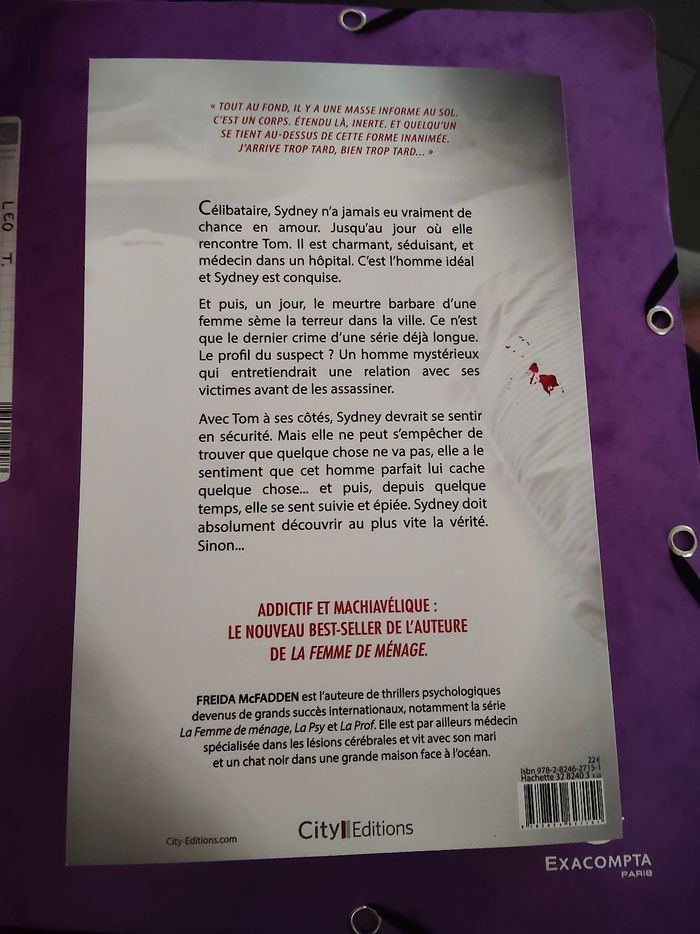 « TOUT AU FOND, IL Y A UNE MASSE INFORME AU SOL.
C'EST UN CORPS. ÉTENDU LÀ, INERTE. ET QUELQU'UN
SE TIENT AU-DESSUS DE CETTE FORME INANIMÉE.
J'ARRIVE TROP TARD, BIEN TROP TARD... »
Célibataire, Sydney n'a jamais eu vraiment de
chance en amour. Jusqu'au jour où elle
rencontre Tom. Il est charmant, séduisant, et
médecin dans un hôpital. C'est l'homme idéal
et Sydney est conquise.
Et puis, un jour, le meurtre barbare d'une
femme sème la terreur dans la ville. Ce n'est
que le dernier crime d'une série déjà longue.
Le profil du suspect ? Un homme mystérieux
qui entretiendrait une relation avec ses
victimes avant de les assassiner.
Avec Tom à ses côtés, Sydney devrait se sentir
en sécurité. Mais elle ne peut s'empêcher de
trouver que quelque chose ne va pas, elle a le
sentiment que cet homme parfait lui cache
quelque chose... et puis, depuis quelque
temps, elle se sent suivie et épiée. Sydney doit
absolument découvrir au plus vite la vérité.
Sinon...
ADDICTIF ET MACHIAVÉLIQUE :
LE NOUVEAU BEST-SELLER DE L'AUTEURE
DE LA FEMME DE MÉNAGE.
FREIDA McFADDEN est l'auteure de thrillers psychologiques
devenus de grands succès internationaux, notamment la série
La Femme de ménage, La Psy et La Prof. Elle est par ailleurs médecin
spécialisée dans les lésions cérébrales et vit avec son mari
et un chat noir dans une grande maison face à l'océan.
22 €
Isbn 978-2-8246-2715-1
Hachette 32 8240 3
City Editions
City-Editions.com
EXACOMPTA
PARIS
LEO T.